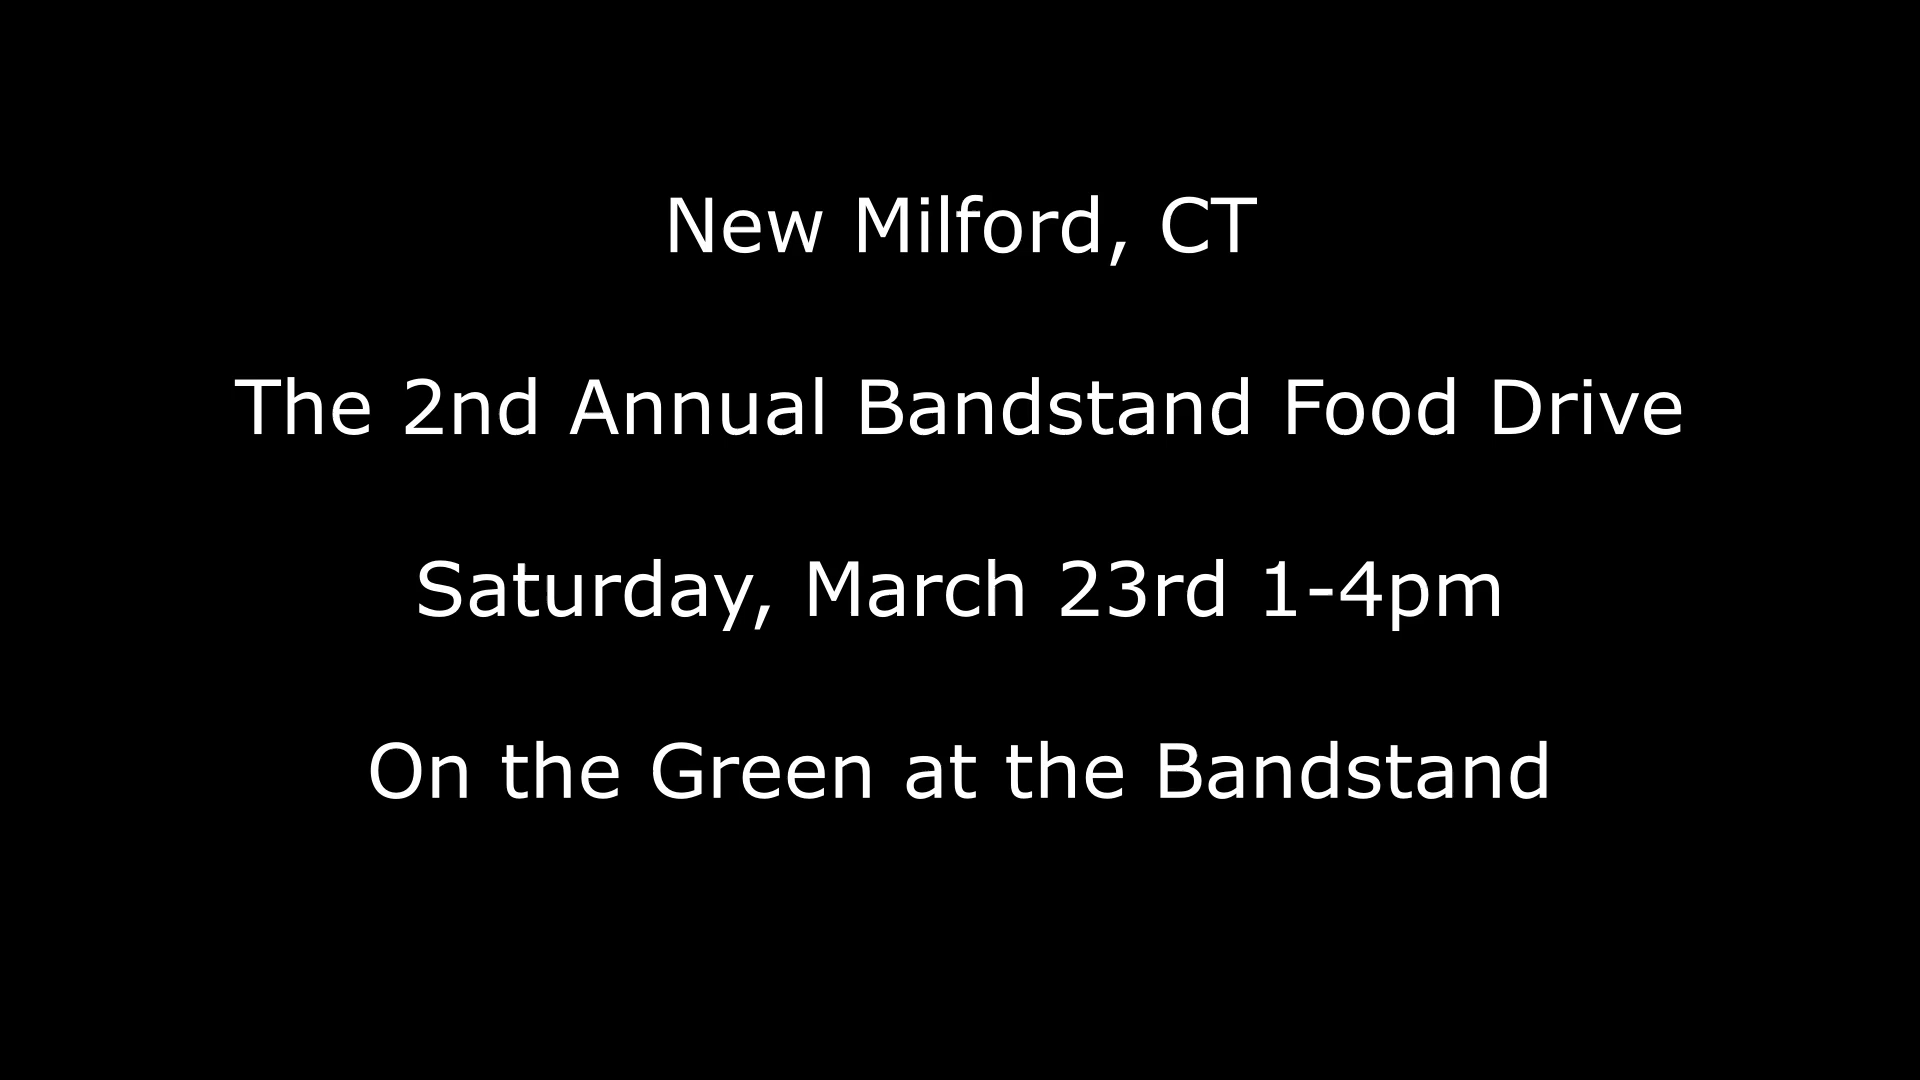 New Milford, CT
The 2nd Annual Bandstand Food Drive
Saturday, March 23rd 1-4pm
On the Green at the Bandstand